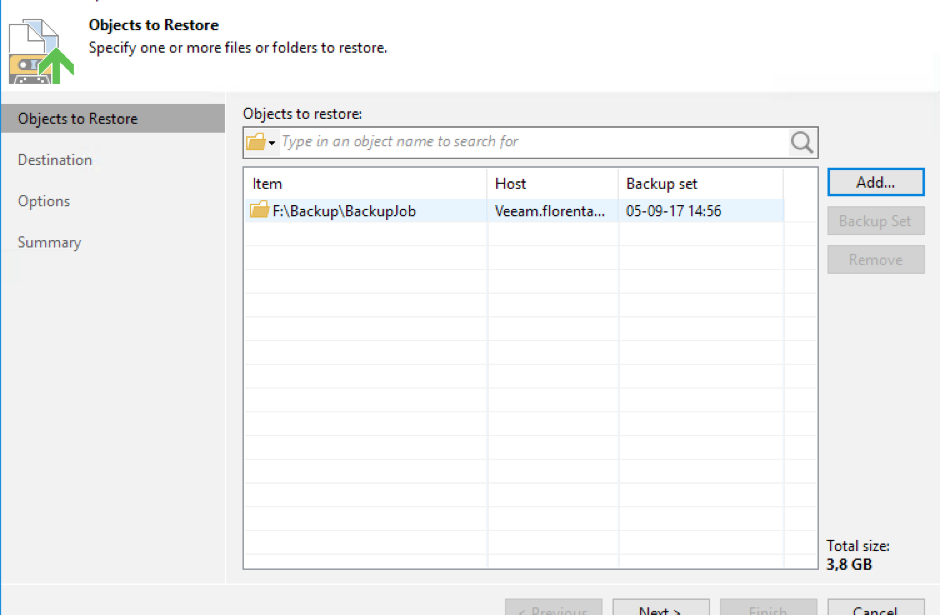 Objects to Restore
Specify one or more files or folders to restore.
Objects to Restore
Destination
Options
Summary
Objects to restore:
Type in an object name to search for
Item Host Backup set
F:\Backup\BackupJob Veeam.florenta... 05-09-17 14:56
Add...
Backup Set
Remove
Total size:
3,8 GB
< Previous Next > Finish Cancel